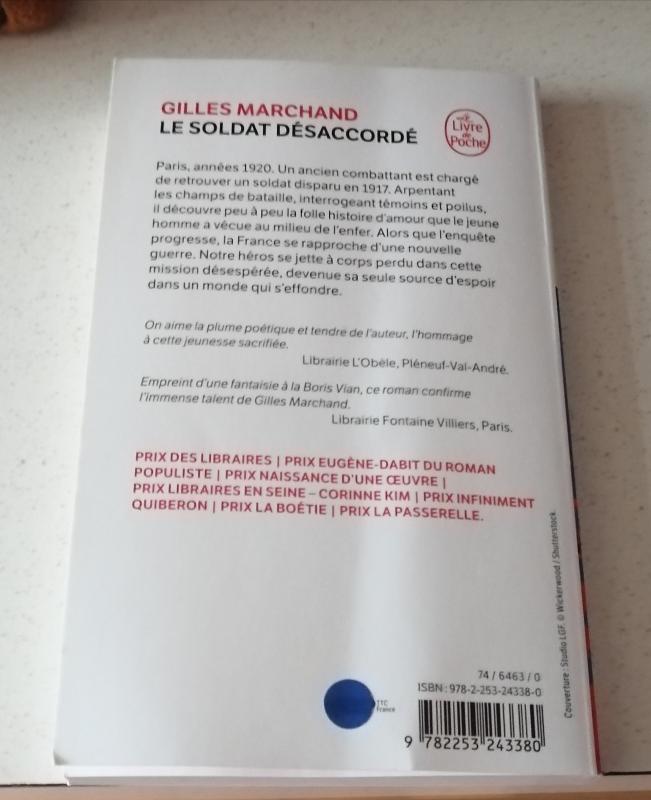 GILLES MARCHAND
LE SOLDAT DÉSACCORDÉ
Le
Livre
de
Poche
Paris, années 1920. Un ancien combattant est chargé
de retrouver un soldat disparu en 1917. Arpentant
les champs de bataille, interrogeant témoins et poilus,
il découvre peu à peu la folle histoire d'amour que le jeune
homme a vécue au milieu de l'enfer. Alors que l'enquête
progresse, la France se rapproche d'une nouvelle
guerre. Notre héros se jette à corps perdu dans cette
mission désespérée, devenue sa seule source d'espoir
dans un monde qui s'effondre.
On aime la plume poétique et tendre de l'auteur, l'hommage
à cette jeunesse sacrifiée.
Librairie L'Obèle, Pléneuf-Val-André.
Empreint d'une fantaisie à la Boris Vian, ce roman confirme
l'immense talent de Gilles Marchand.
Librairie Fontaine Villiers, Paris.
PRIX DES LIBRAIRES | PRIX EUGÈNE-DABIT DU ROMAN
POPULISTE | PRIX NAISSANCE D'UNE ŒUVRE |
PRIX LIBRAIRES EN SEINE – CORINNE KIM | PRIX INFINIMENT
QUIBERON | PRIX LA BOÉTIE | PRIX LA PASSERELLE.
Couverture : Studio LGF. © Wickerwood / Shutterstock.
74 / 6463 / 0
ISBN : 978-2-253-24338-0
TTC
France
9 782253 243380